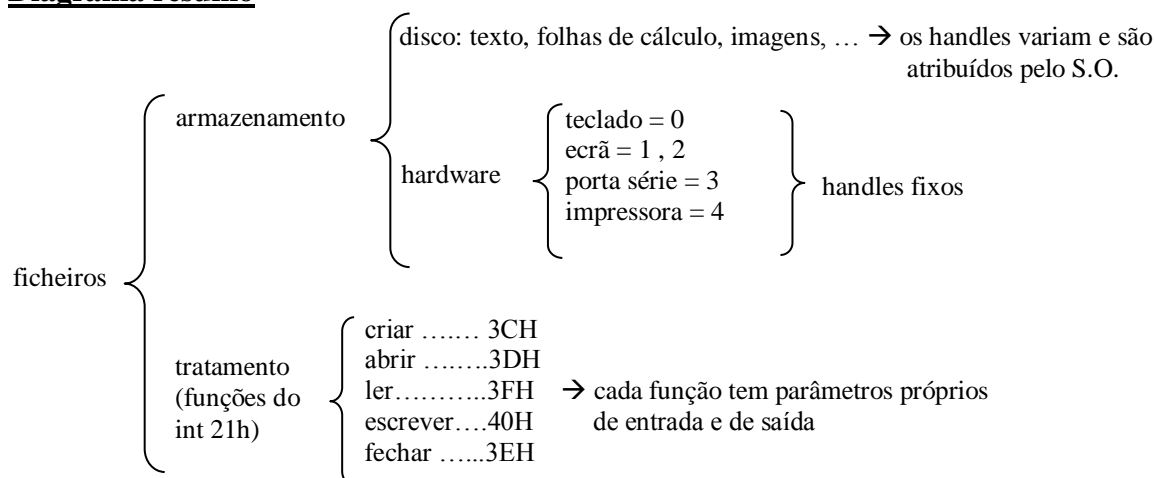 Diagrama resumo
disco: texto, folhas de cálculo, imagens, … → os handles variam e são
atribuídos pelo S.O.
armazenamento
teclado = 0
ecrã = 1 , 2
hardware
porta série = 3
handles fixos
impressora = 4
ficheiros
criar ….… 3CH
abrir …….3DH
tratamento
(funções do
int 21h)
ler………..3FH → cada função tem parâmetros próprios
escrever….40H de entrada e de saída
fechar …...3EH